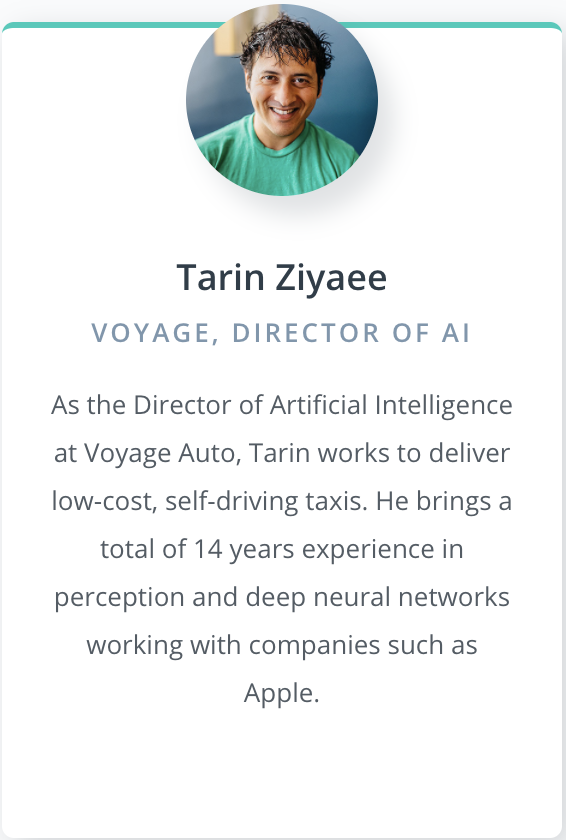 Tarin Ziyaee
VOYAGE, DIRECTOR OF AI
As the Director of Artificial Intelligence
at Voyage Auto, Tarin works to deliver
low-cost, self-driving taxis. He brings a
total of 14 years experience in
perception and deep neural networks
working with companies such as
Apple.